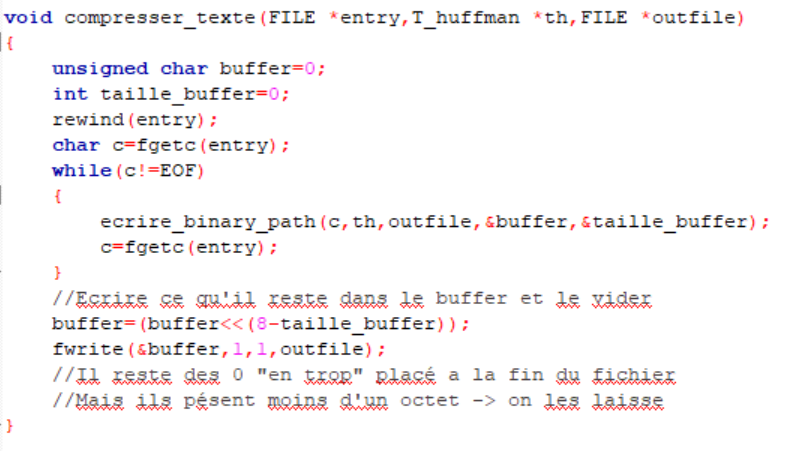 void compresser_texte(FILE *entry,T_huffman *th,FILE *outfile)
{
unsigned char buffer=0;
int taille_buffer=0;
rewind(entry);
char c=fgetc(entry);
while(c!=EOF)
{
ecrire_binary_path(c,th,outfile,&buffer,&taille_buffer);
c=fgetc(entry);
}
//Ecrire ce qu'il reste dans le buffer et le vider
buffer=(buffer<<(8-taille_buffer));
fwrite(&buffer,1,1,outfile);
//Il reste des 0 "en trop" placé a la fin du fichier
//Mais ils pésent moins d'un octet -> on les laisse
}